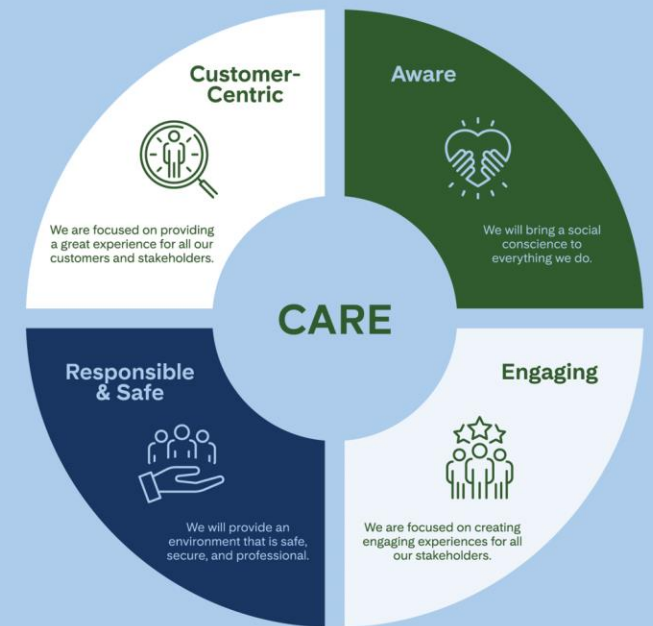 Customer-
Centric
We are focused on providing
a great experience for all our
customers and stakeholders.
Aware
We will bring a social
conscience to
everything we do.
CARE
Responsible
& Safe
We will provide an
environment that is safe,
secure, and professional.
Engaging
We are focused on creating
engaging experiences for all
our stakeholders.